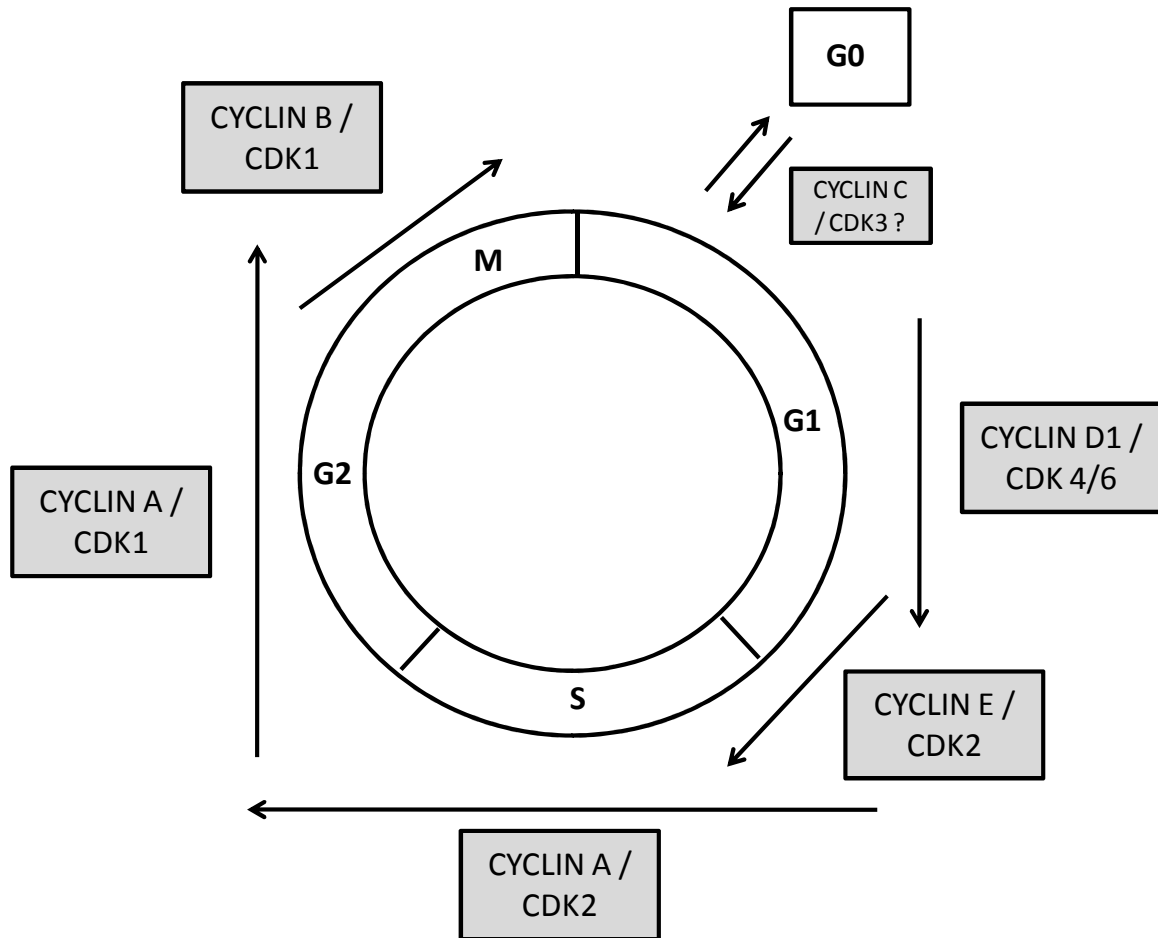 G0
CYCLIN B /
CDK1
CYCLIN C
/ CDK3 ?
M
G1
CYCLIN D1 /
CDK 4/6
G2
CYCLIN A /
CDK1
S
CYCLIN E /
CDK2
CYCLIN A /
CDK2